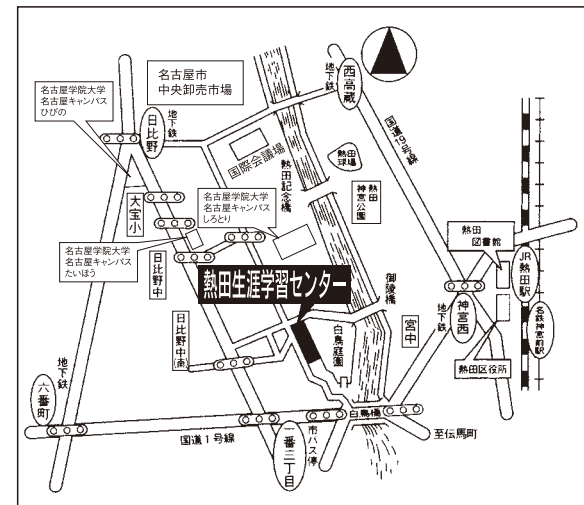 名古屋学院大学
名古屋キャンパス
ひびの
名古屋市
中央卸売市場
西高蔵
地下鉄
日比野
地下鉄
国際会議場
熱田記念橋
熱田
球場
熱田
神宮公園
国道19号線
大宝小
名古屋学院大学
名古屋キャンパス
しろとり
名古屋学院大学
名古屋キャンパス
たいほう
日比野中
熱田
図書館
JR熱田駅
名鉄神宮前駅
熱田生涯学習センター
御陵橋
神宮西
地下鉄
宮中
日比野中(南)
白鳥庭園
熱田区役所
地下鉄
六番町
国道1号線
市バス停
白鳥橋
一番三丁目
至伝馬町